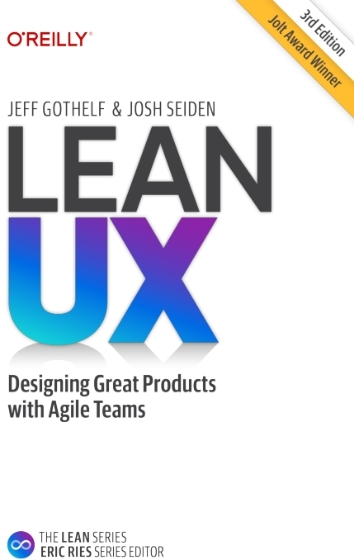 O'REILLY®
3rd Edition
Jolt Award Winner
JEFF GOTHELF & JOSH SEIDEN
LEAN
UX
Designing Great Products
with Agile Teams
THE LEAN SERIES
ERIC RIES SERIES EDITOR